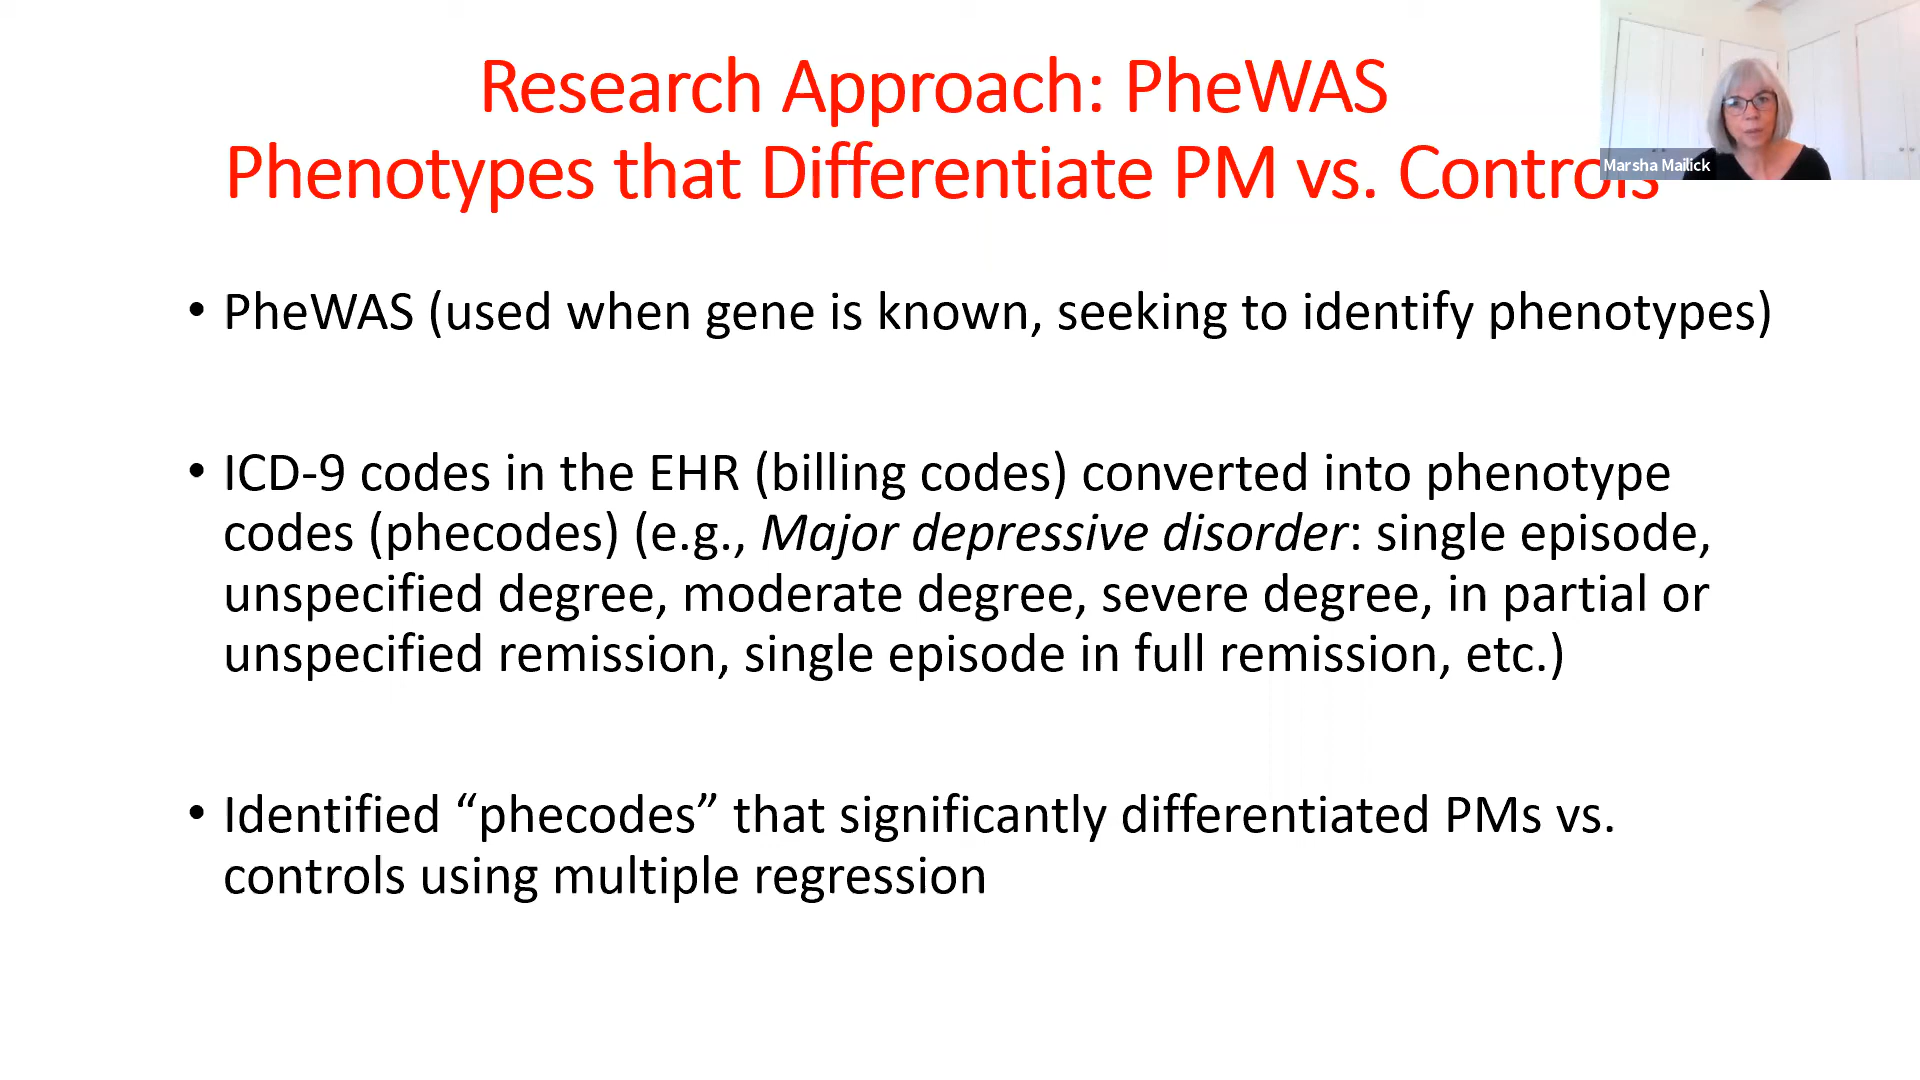 Research Approach: PheWAS
Phenotypes that Differentiate PM vs. Controls
Marsha Mailick
• PheWAS (used when gene is known, seeking to identify phenotypes)
• ICD-9 codes in the EHR (billing codes) converted into phenotype
codes (phecodes) (e.g., Major depressive disorder: single episode,
unspecified degree, moderate degree, severe degree, in partial or
unspecified remission, single episode in full remission, etc.)
• Identified “phecodes” that significantly differentiated PMs vs.
controls using multiple regression